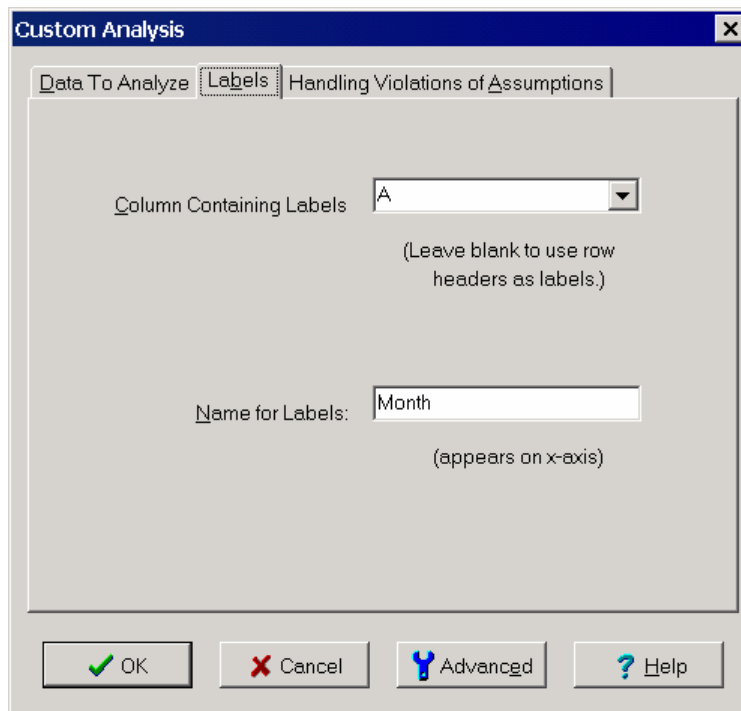 Custom Analysis
Data To Analyze
Labels
Handling Violations of Assumptions
Column Containing Labels
A
(Leave blank to use row
headers as labels.)
Name for Labels:
Month
(appears on x-axis)
OK
Cancel
Advanced
Help